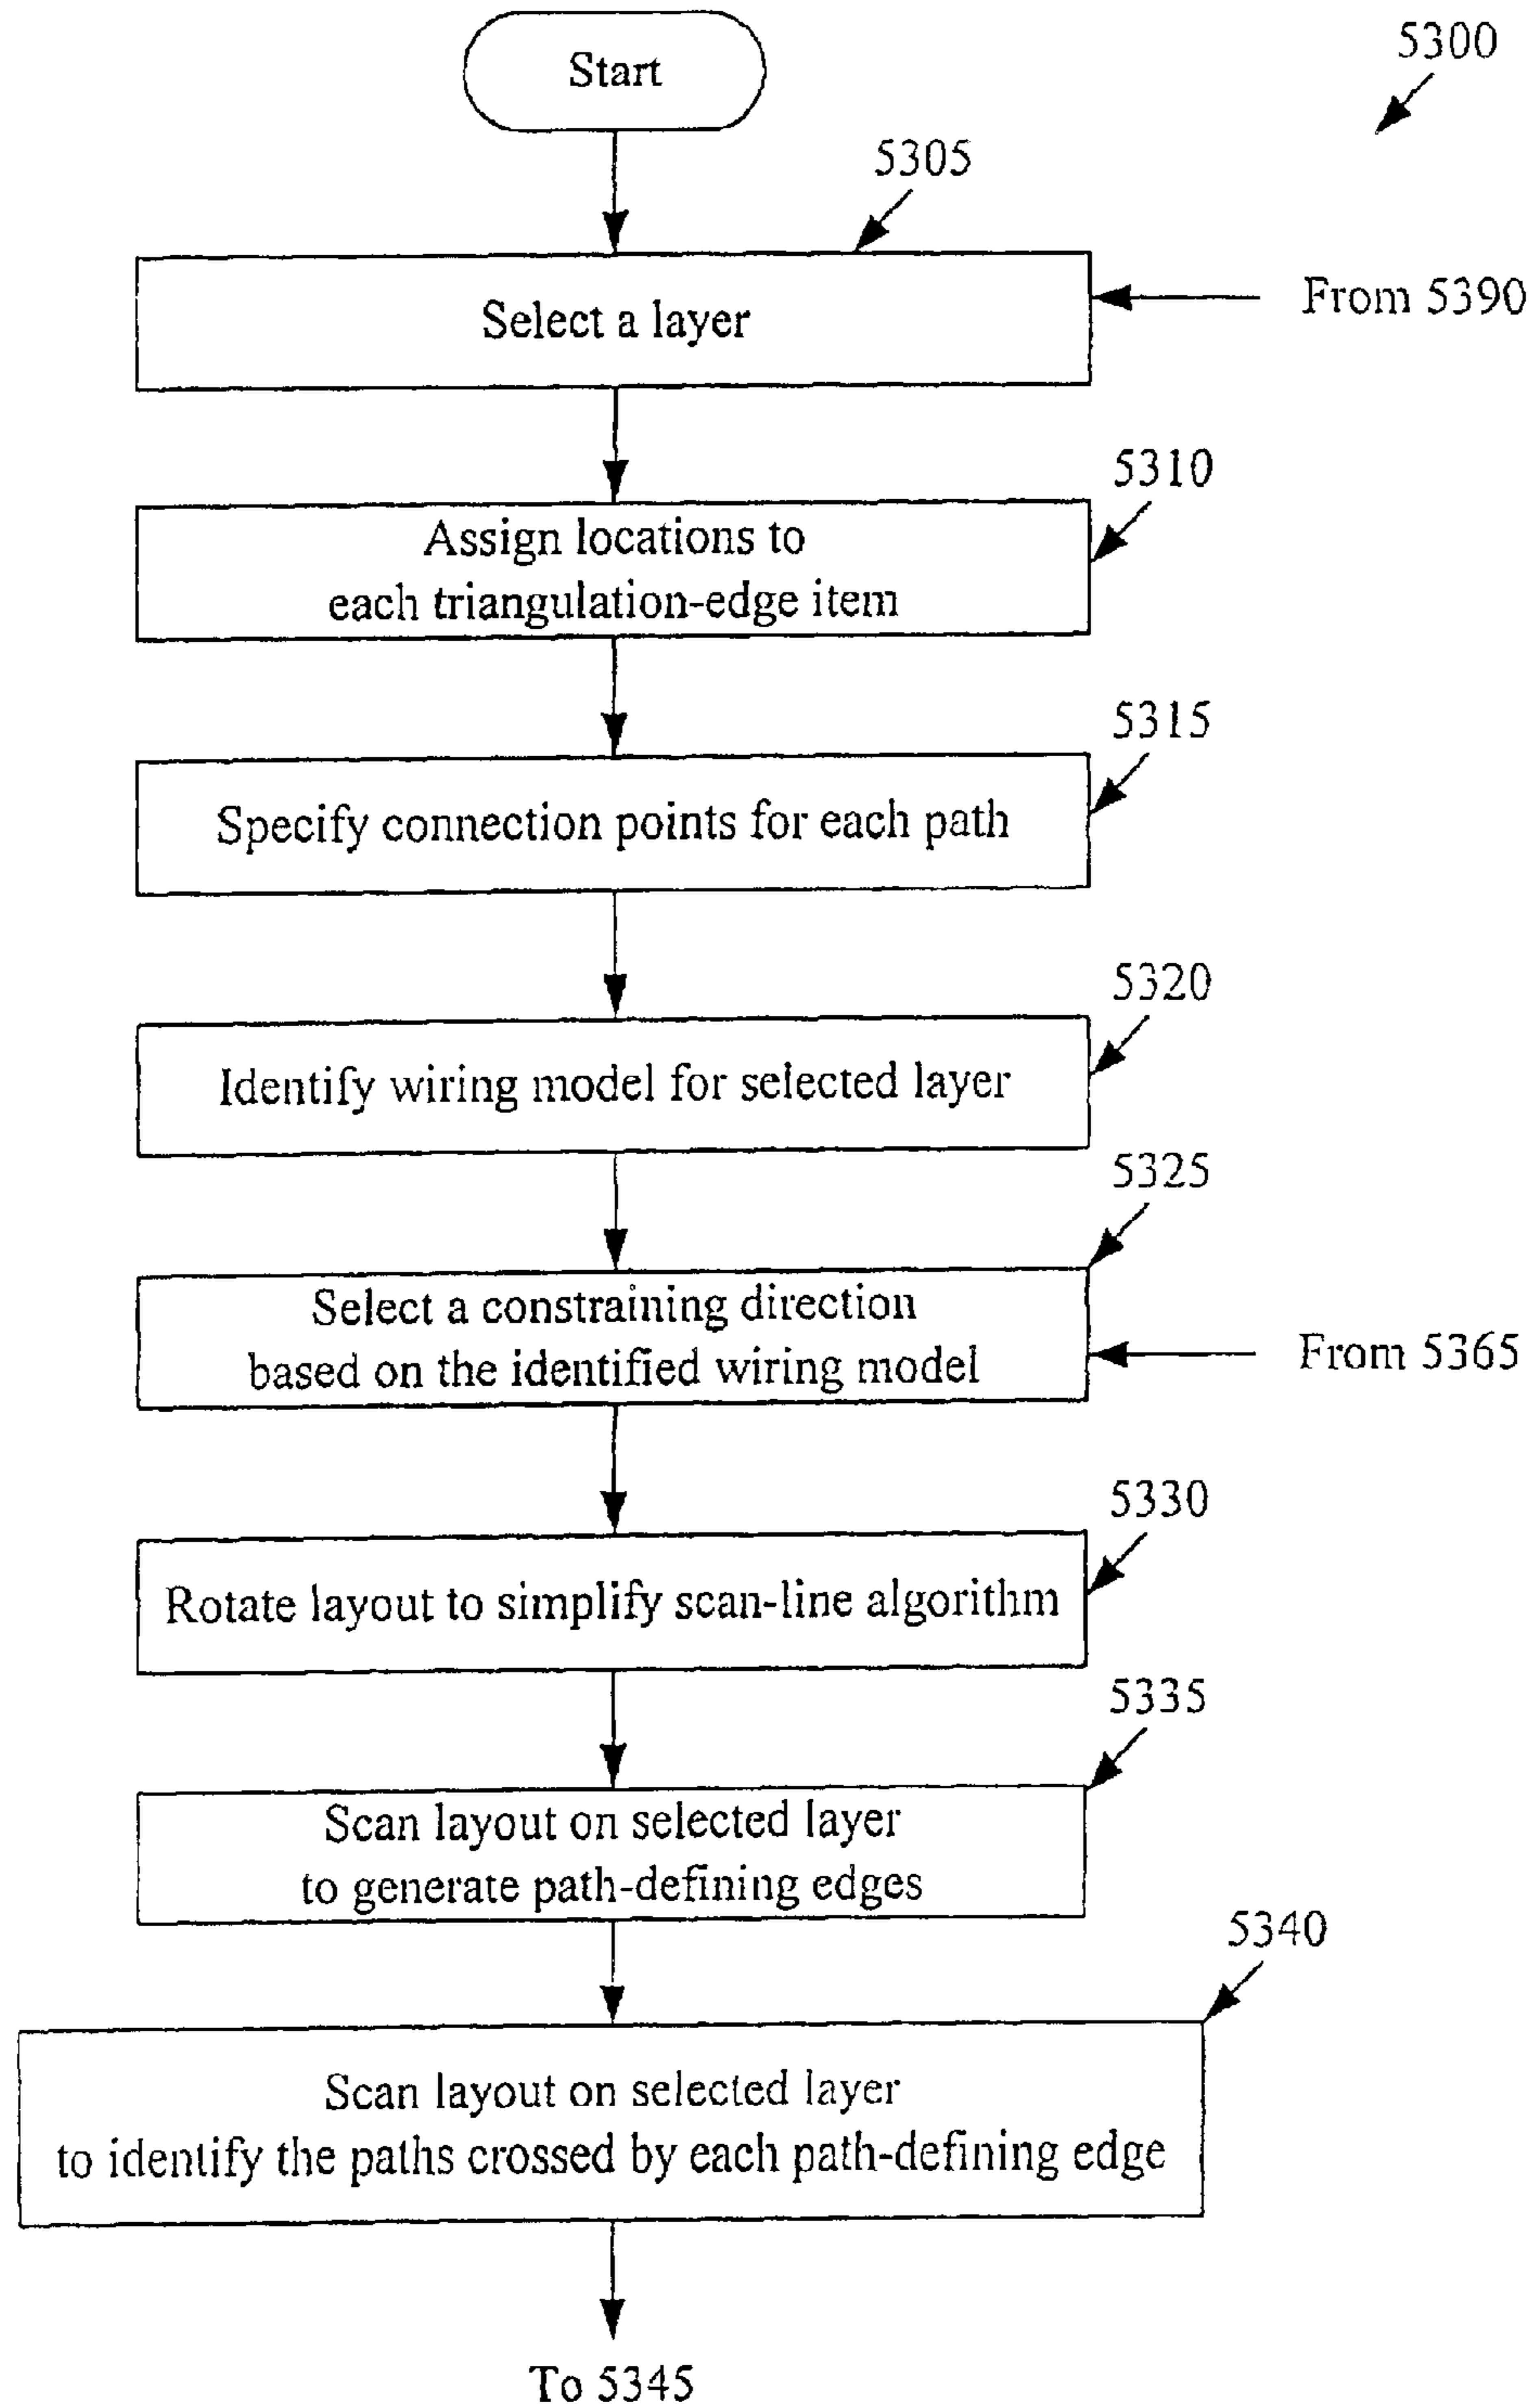 Start
5300
5305
Select a layer
From 5390
5310
Assign locations to
each triangulation-edge item
5315
Specify connection points for each path
5320
Identify wiring model for selected layer
5325
Select a constraining direction
based on the identified wiring model
From 5365
5330
Rotate layout to simplify scan-line algorithm
5335
Scan layout on selected layer
to generate path-defining edges
5340
Scan layout on selected layer
to identify the paths crossed by each path-defining edge
To 5345